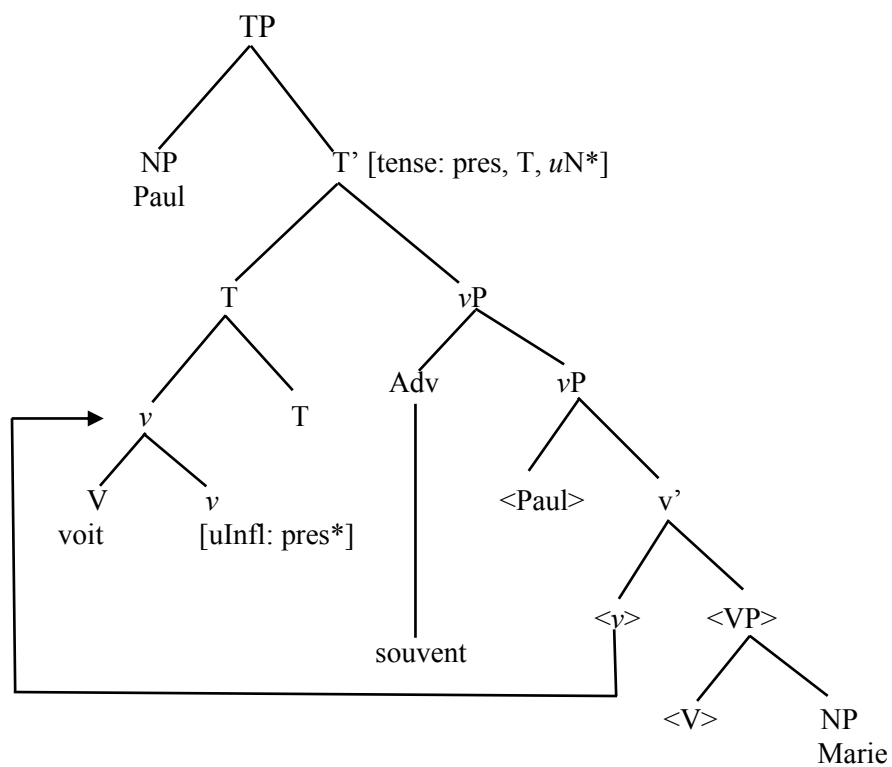 TP
NP T’ [tense: pres, T, uN*]
Paul
T vP
Adv vP
v T
V v <Paul> v’
voit [uInfl: pres*]
<v> <VP>
souvent
<V> NP
Marie